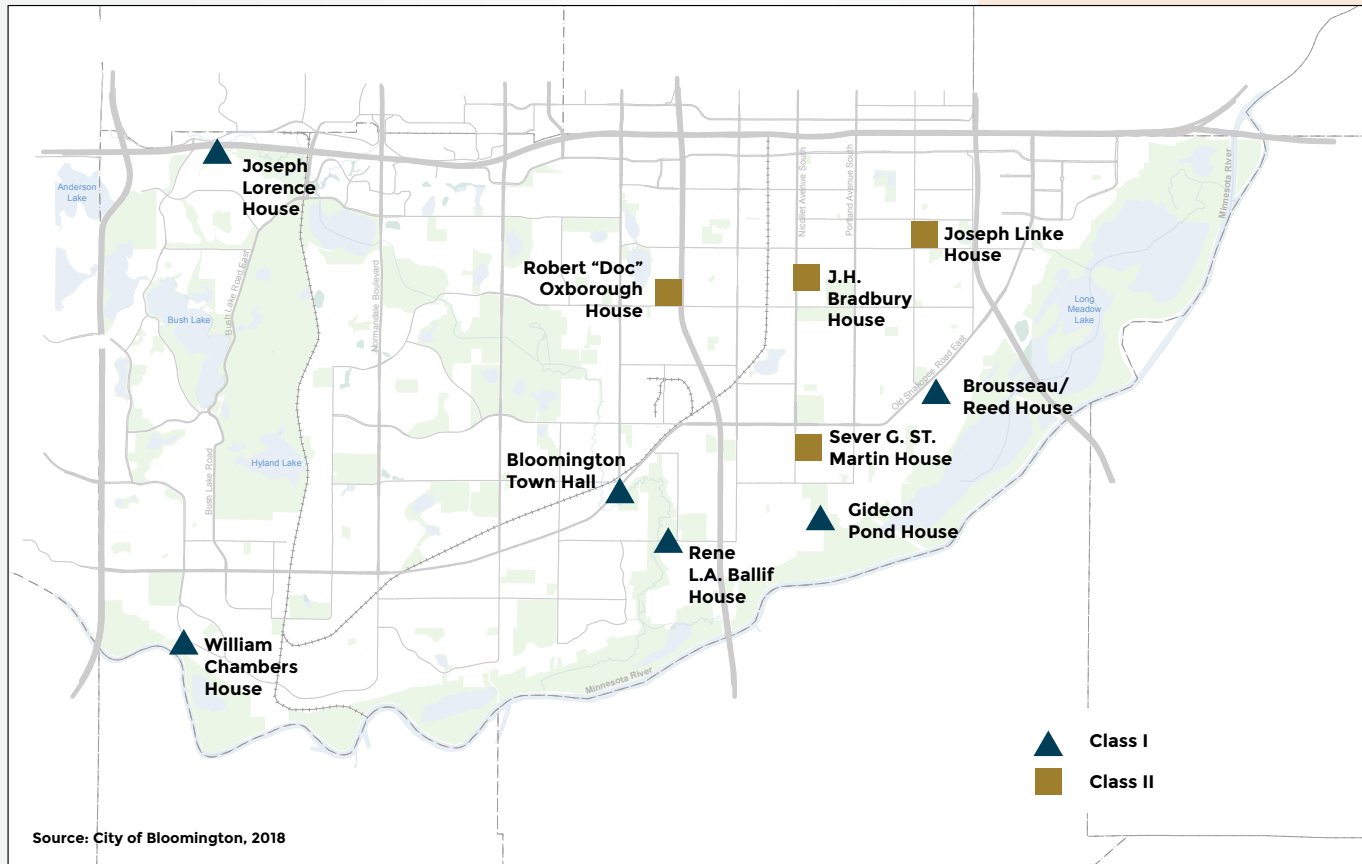 Joseph
Lorence
House
Anderson
Lake
Bush Lake
Bush Lake Road East
Normandale Boulevard
Hyland Lake
Bush Lake Road
Robert “Doc”
Oxborough
House
Nicollet Avenue South
Portland Avenue South
J.H.
Bradbury
House
Joseph Linke
House
Minnesota River
Long
Meadow
Lake
Old Shakopee Road East
Brousseau/
Reed House
Sever G. ST.
Martin House
Bloomington
Town Hall
Gideon
Pond House
Rene
L.A. Ballif
House
William
Chambers
House
Minnesota River
Class I
Class II
Source: City of Bloomington, 2018